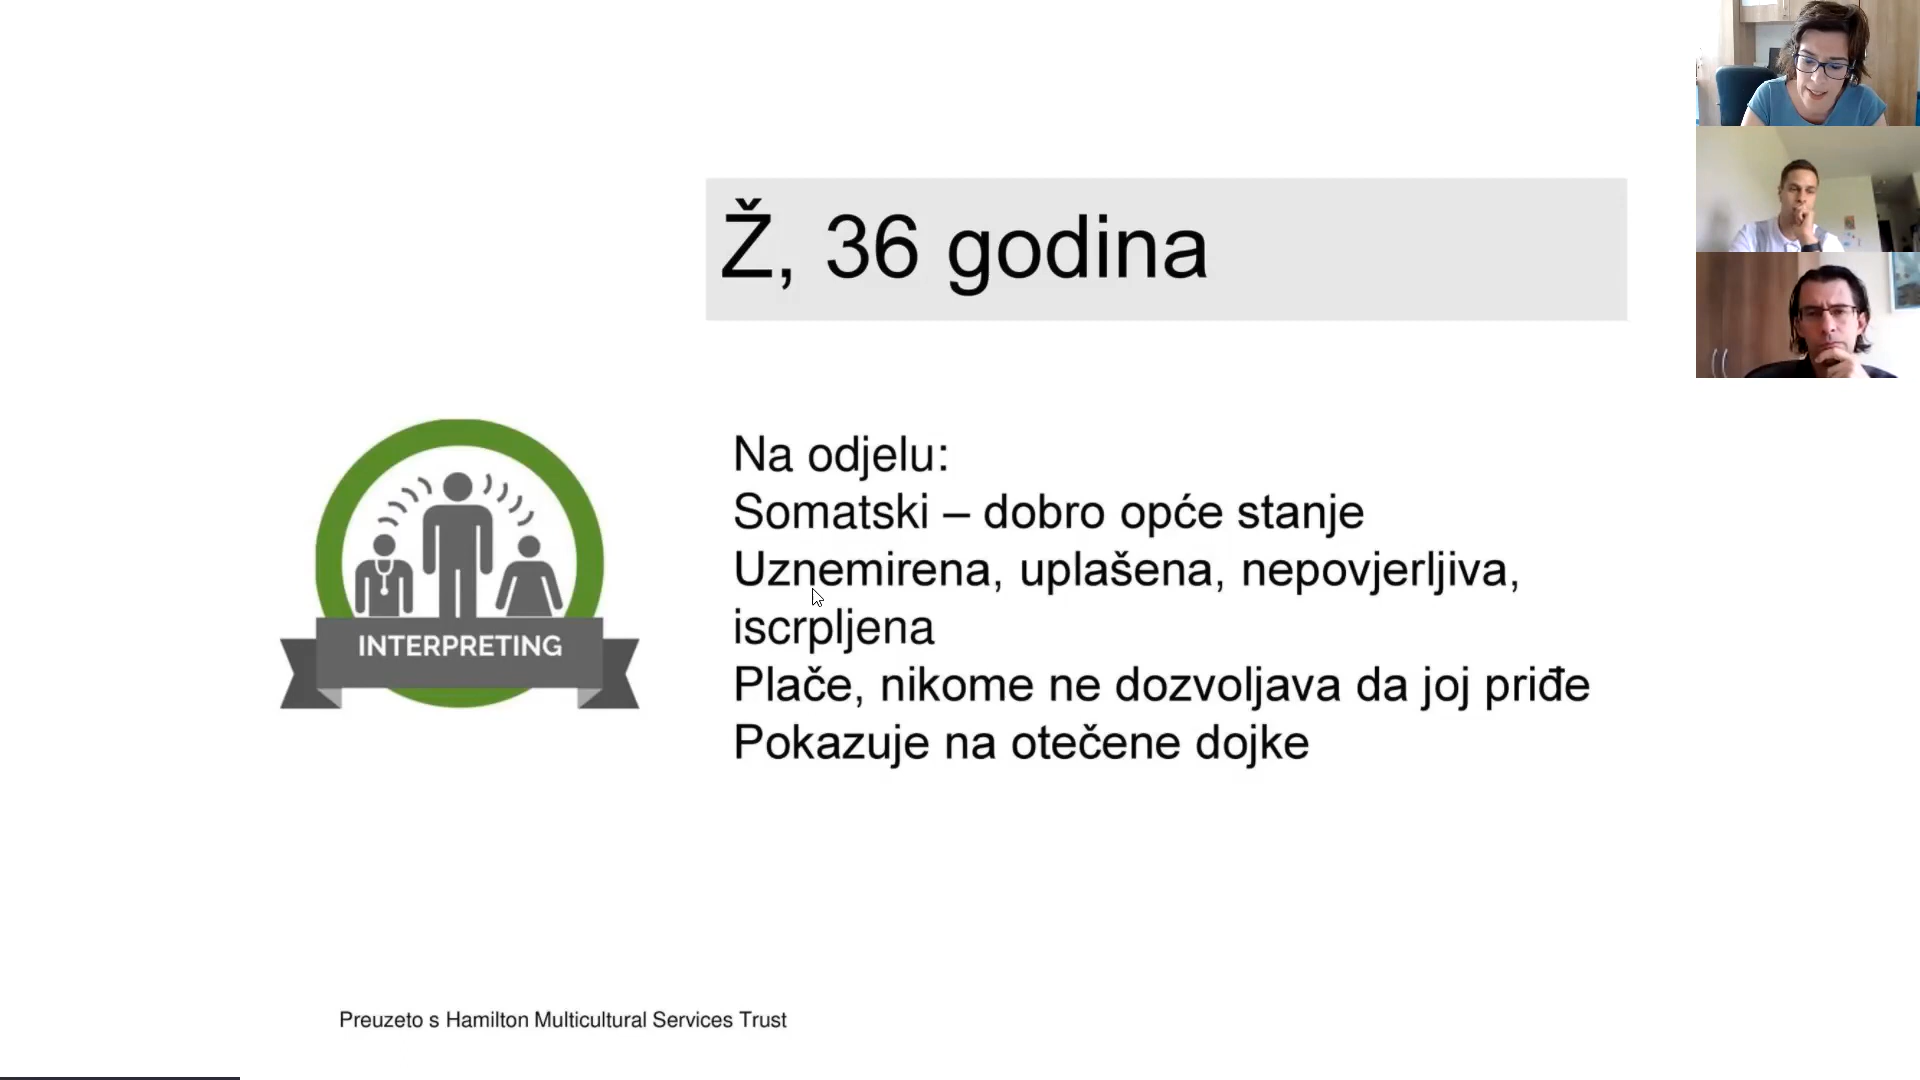 Ž, 36 godina
Na odjelu:
Somatski – dobro opće stanje
Uznemirena, uplašena, nepovjerljiva,
iscrpljena
Plače, nikome ne dozvoljava da joj priđe
Pokazuje na otečene dojke
INTERPRETING
Preuzeto s Hamilton Multicultural Services Trust